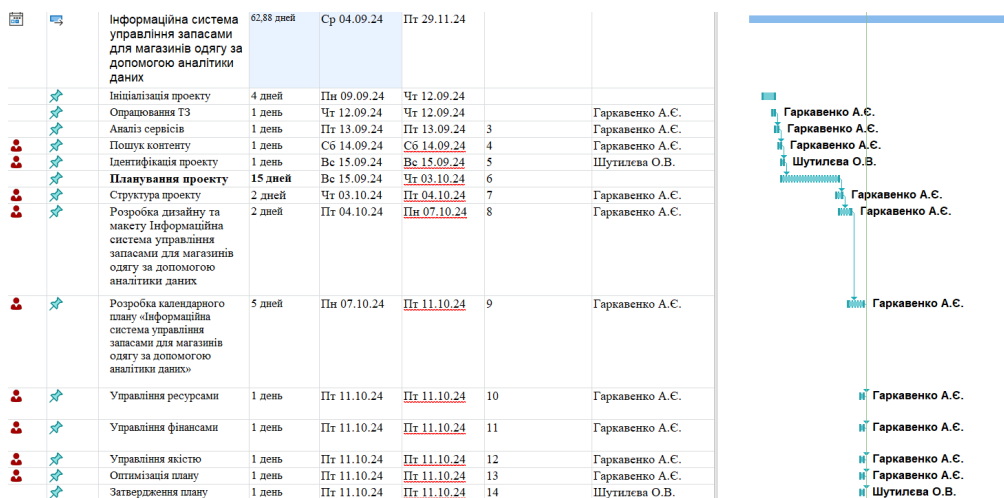 Інформаційна система 62,88 дней Ср 04.09.24 Пт 29.11.24
управління запасами
для магазинів одягу за
допомогою аналітики
даних
Ініціалізація проекту 4 дней Пн 09.09.24 Чт 12.09.24
Опрацювання ТЗ 1 день Чт 12.09.24 Чт 12.09.24 Гаркавенко А.Є. Гаркавенко А.Є.
Аналіз сервісів 1 день Пт 13.09.24 Пт 13.09.24 3 Гаркавенко А.Є. Гаркавенко А.Є.
Пошук контенту 1 день Сб 14.09.24 Сб 14.09.24 4 Гаркавенко А.Є. Гаркавенко А.Є.
Ідентифікація проекту 1 день Вс 15.09.24 Вс 15.09.24 5 Шутилєва О.В. Шутилєва О.В.
Планування проекту 15 дней Вс 15.09.24 Чт 03.10.24 6
Структура проекту 2 дней Чт 03.10.24 Пт 04.10.24 7 Гаркавенко А.Є. Гаркавенко А.Є.
Розробка дизайну та 2 дней Пт 04.10.24 Пн 07.10.24 8 Гаркавенко А.Є. Гаркавенко А.Є.
макету Інформаційна
система управління
запасами для магазинів
одягу за допомогою
аналітики даних
Розробка календарного 5 дней Пн 07.10.24 Пт 11.10.24 9 Гаркавенко А.Є. Гаркавенко А.Є.
плану «Інформаційна
система управління
запасами для магазинів
одягу за допомогою
аналітики даних»
Управління ресурсами 1 день Пт 11.10.24 Пт 11.10.24 10 Гаркавенко А.Є. Гаркавенко А.Є.
Управління фінансами 1 день Пт 11.10.24 Пт 11.10.24 11 Гаркавенко А.Є. Гаркавенко А.Є.
Управління якістю 1 день Пт 11.10.24 Пт 11.10.24 12 Гаркавенко А.Є. Гаркавенко А.Є.
Оптимізація плану 1 день Пт 11.10.24 Пт 11.10.24 13 Гаркавенко А.Є. Гаркавенко А.Є.
Затвердження плану 1 день Пт 11.10.24 Пт 11.10.24 14 Шутилєва О.В. Шутилєва О.В.